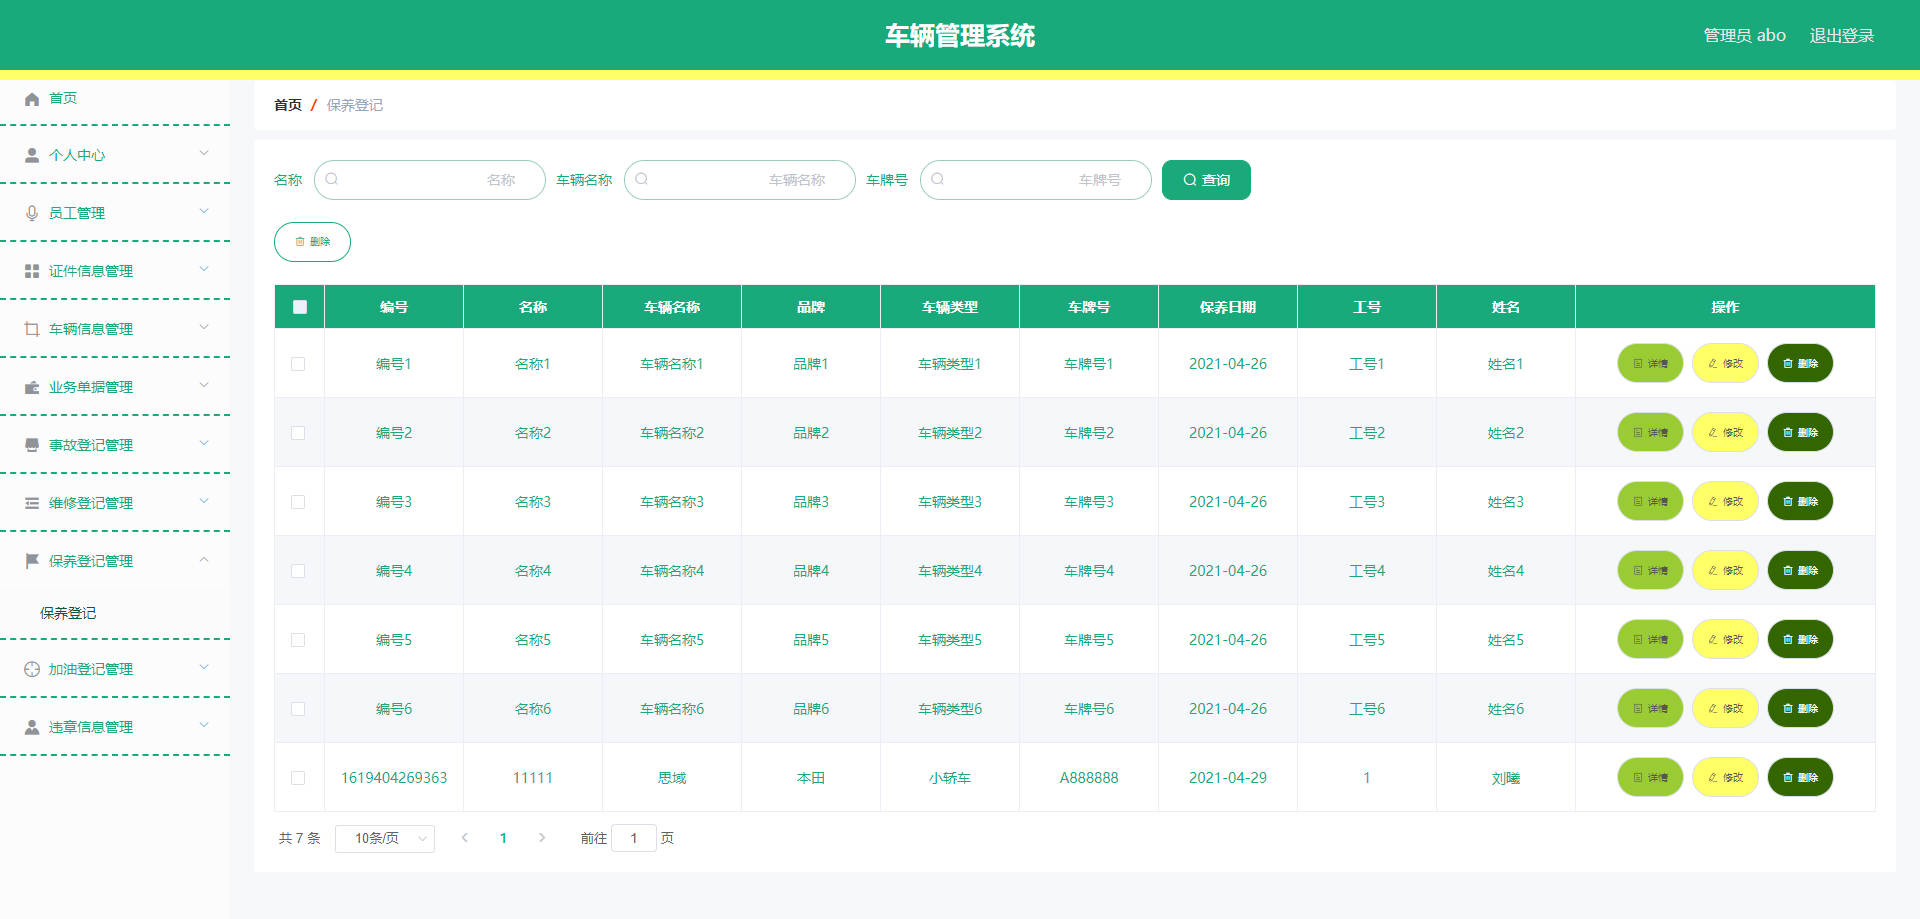 车辆管理系统
管理员 abo 退出登录
首页
个人中心
员工管理
证件信息管理
车辆信息管理
业务单据管理
事故登记管理
维修登记管理
保养登记管理
保养登记
加油登记管理
违章信息管理
首页 / 保养登记
名称 名称 车辆名称 车辆名称 车牌号 车牌号 查询
删除
编号 名称 车辆名称 品牌 车辆类型 车牌号 保养日期 工号 姓名 操作
编号1 名称1 车辆名称1 品牌1 车辆类型1 车牌号1 2021-04-26 工号1 姓名1 详情 修改 删除
编号2 名称2 车辆名称2 品牌2 车辆类型2 车牌号2 2021-04-26 工号2 姓名2 详情 修改 删除
编号3 名称3 车辆名称3 品牌3 车辆类型3 车牌号3 2021-04-26 工号3 姓名3 详情 修改 删除
编号4 名称4 车辆名称4 品牌4 车辆类型4 车牌号4 2021-04-26 工号4 姓名4 详情 修改 删除
编号5 名称5 车辆名称5 品牌5 车辆类型5 车牌号5 2021-04-26 工号5 姓名5 详情 修改 删除
编号6 名称6 车辆名称6 品牌6 车辆类型6 车牌号6 2021-04-26 工号6 姓名6 详情 修改 删除
1619404269363 11111 思域 本田 小轿车 A888888 2021-04-29 1 刘曦 详情 修改 删除
共 7 条 10条/页 1 前往 1 页